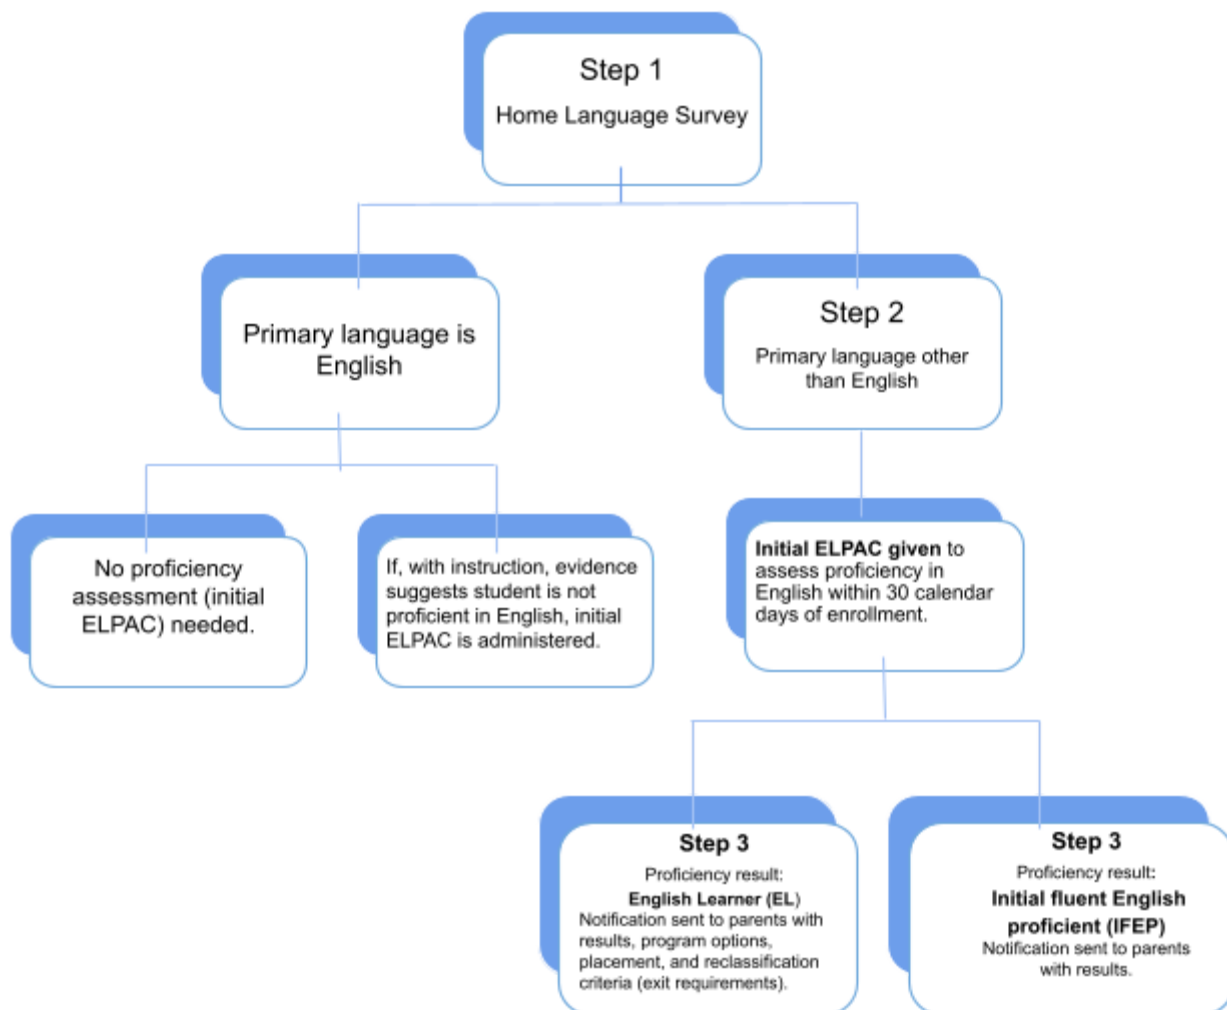 Step 1
Home Language Survey
Primary language is
English
Step 2
Primary language other
than English
No proficiency
assessment (initial
ELPAC) needed.
If, with instruction, evidence
suggests student is not
proficient in English, initial
ELPAC is administered.
Initial ELPAC given to
assess proficiency in
English within 30 calendar
days of enrollment.
Step 3
Proficiency result:
English Learner (EL)
Notification sent to parents with
results, program options,
placement, and reclassification
criteria (exit requirements).
Step 3
Proficiency result:
Initial fluent English
proficient (IFEP)
Notification sent to parents
with results.